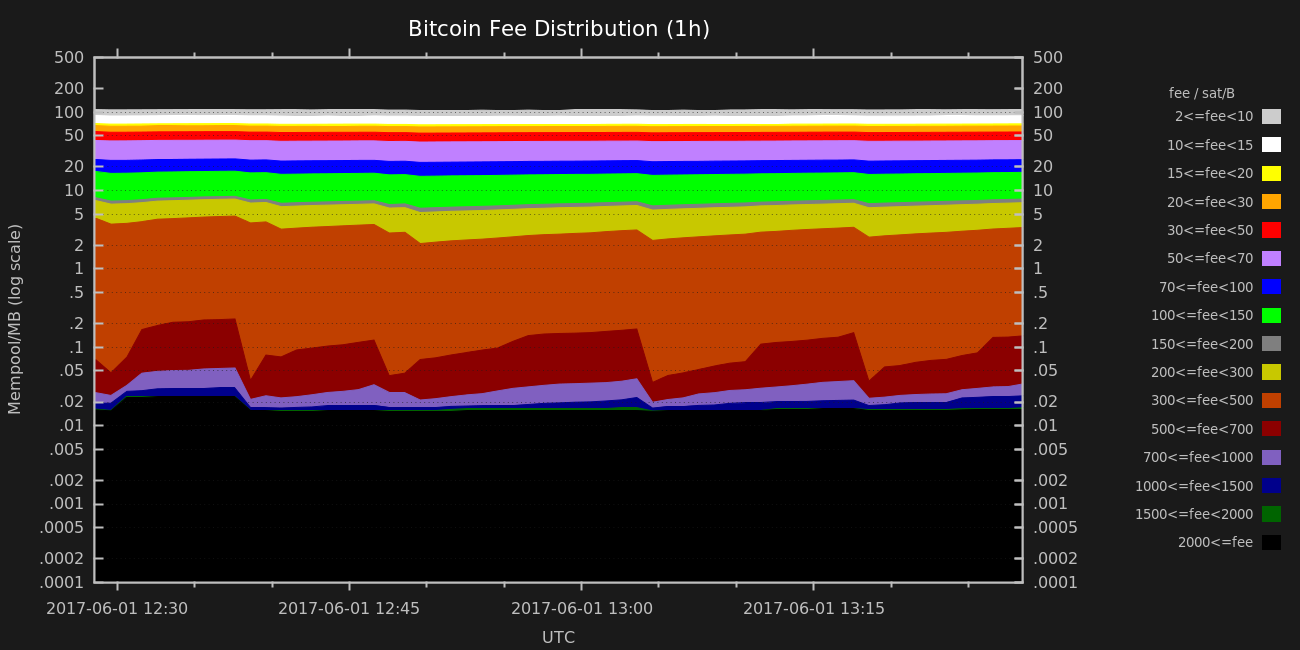 Bitcoin Fee Distribution (1h)
Mempool/MB (log scale)
500
200
100
50
20
10
5
2
1
.5
.2
.1
.05
.02
.01
.005
.002
.001
.0005
.0002
.0001
500
200
100
50
20
10
5
2
1
.5
.2
.1
.05
.02
.01
.005
.002
.001
.0005
.0002
.0001
2017-06-01 12:30 2017-06-01 12:45 2017-06-01 13:00 2017-06-01 13:15
UTC
fee / sat/B
2<=fee<10
10<=fee<15
15<=fee<20
20<=fee<30
30<=fee<50
50<=fee<70
70<=fee<100
100<=fee<150
150<=fee<200
200<=fee<300
300<=fee<500
500<=fee<700
700<=fee<1000
1000<=fee<1500
1500<=fee<2000
2000<=fee